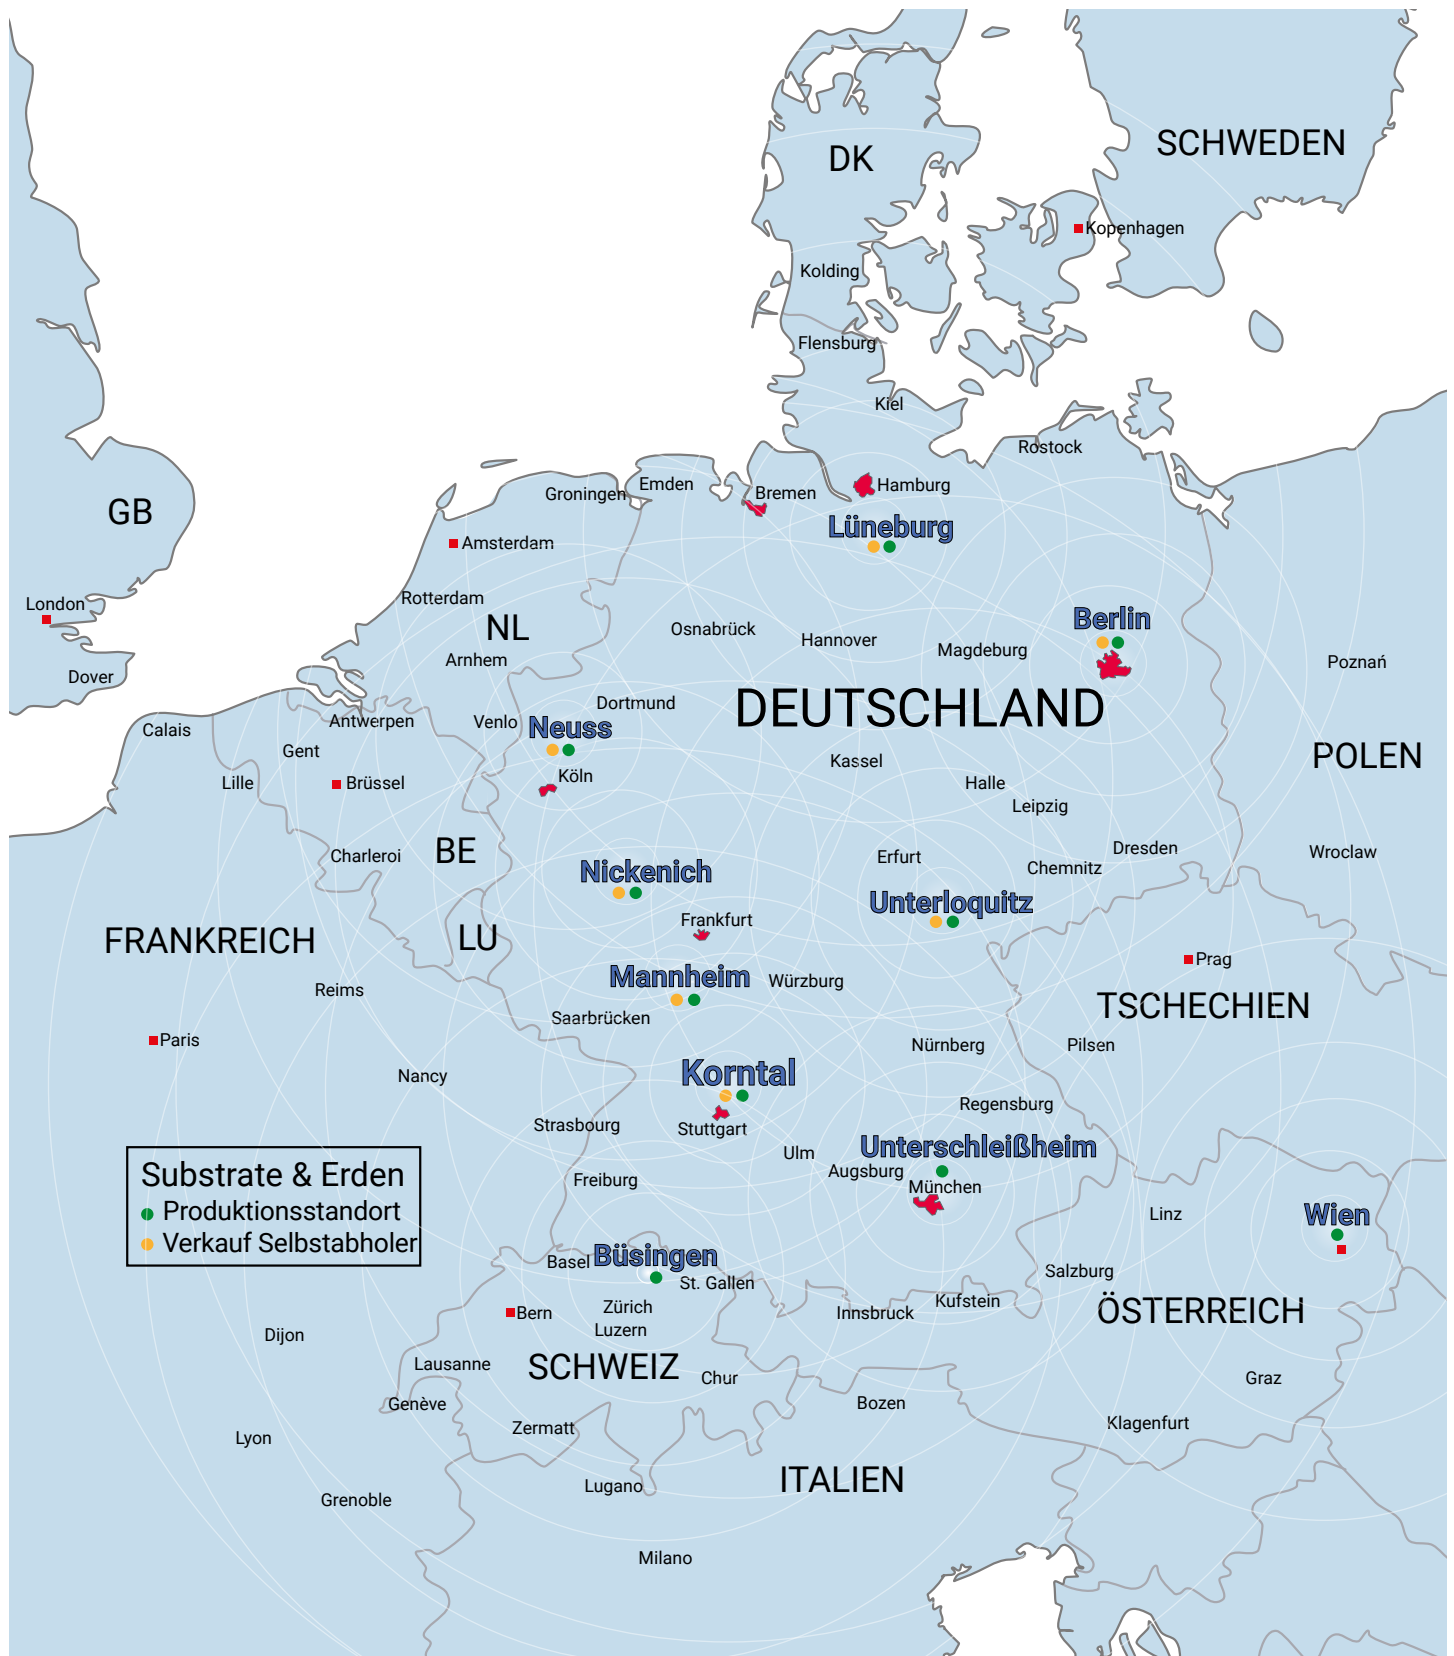 SCHWEDEN
DK
Kopenhagen
Kolding
Flensburg
Kiel
Rostock
Groningen
Emden
Bremen
Hamburg
GB
Lüneburg
Amsterdam
London
Rotterdam
NL
Osnabrück
Hannover
Magdeburg
Berlin
Arnhem
Poznań
Dover
Dortmund
DEUTSCHLAND
Calais
Antwerpen
Venlo
Neuss
Gent
Kassel
POLEN
Lille
Brüssel
Köln
Halle
Leipzig
Charleroi
BE
Erfurt
Dresden
Wroclaw
Chemnitz
Nickenich
Unterloquitz
Frankfurt
FRANKREICH
LU
Prag
Mannheim
Würzburg
Reims
TSCHECHIEN
Saarbrücken
Paris
Nürnberg
Pilsen
Nancy
Korntal
Regensburg
Strasbourg
Stuttgart
Ulm
Unterschleißheim
Augsburg
Substrate & Erden
Produktionsstandort
Verkauf Selbstabholer
Freiburg
München
Linz
Wien
Basel
Büsingen
St. Gallen
Salzburg
Bern
Zürich
Luzern
Innsbruck
Kufstein
ÖSTERREICH
Dijon
Lausanne
SCHWEIZ
Chur
Graz
Genève
Bozen
Zermatt
Klagenfurt
Lyon
Lugano
ITALIEN
Grenoble
Milano